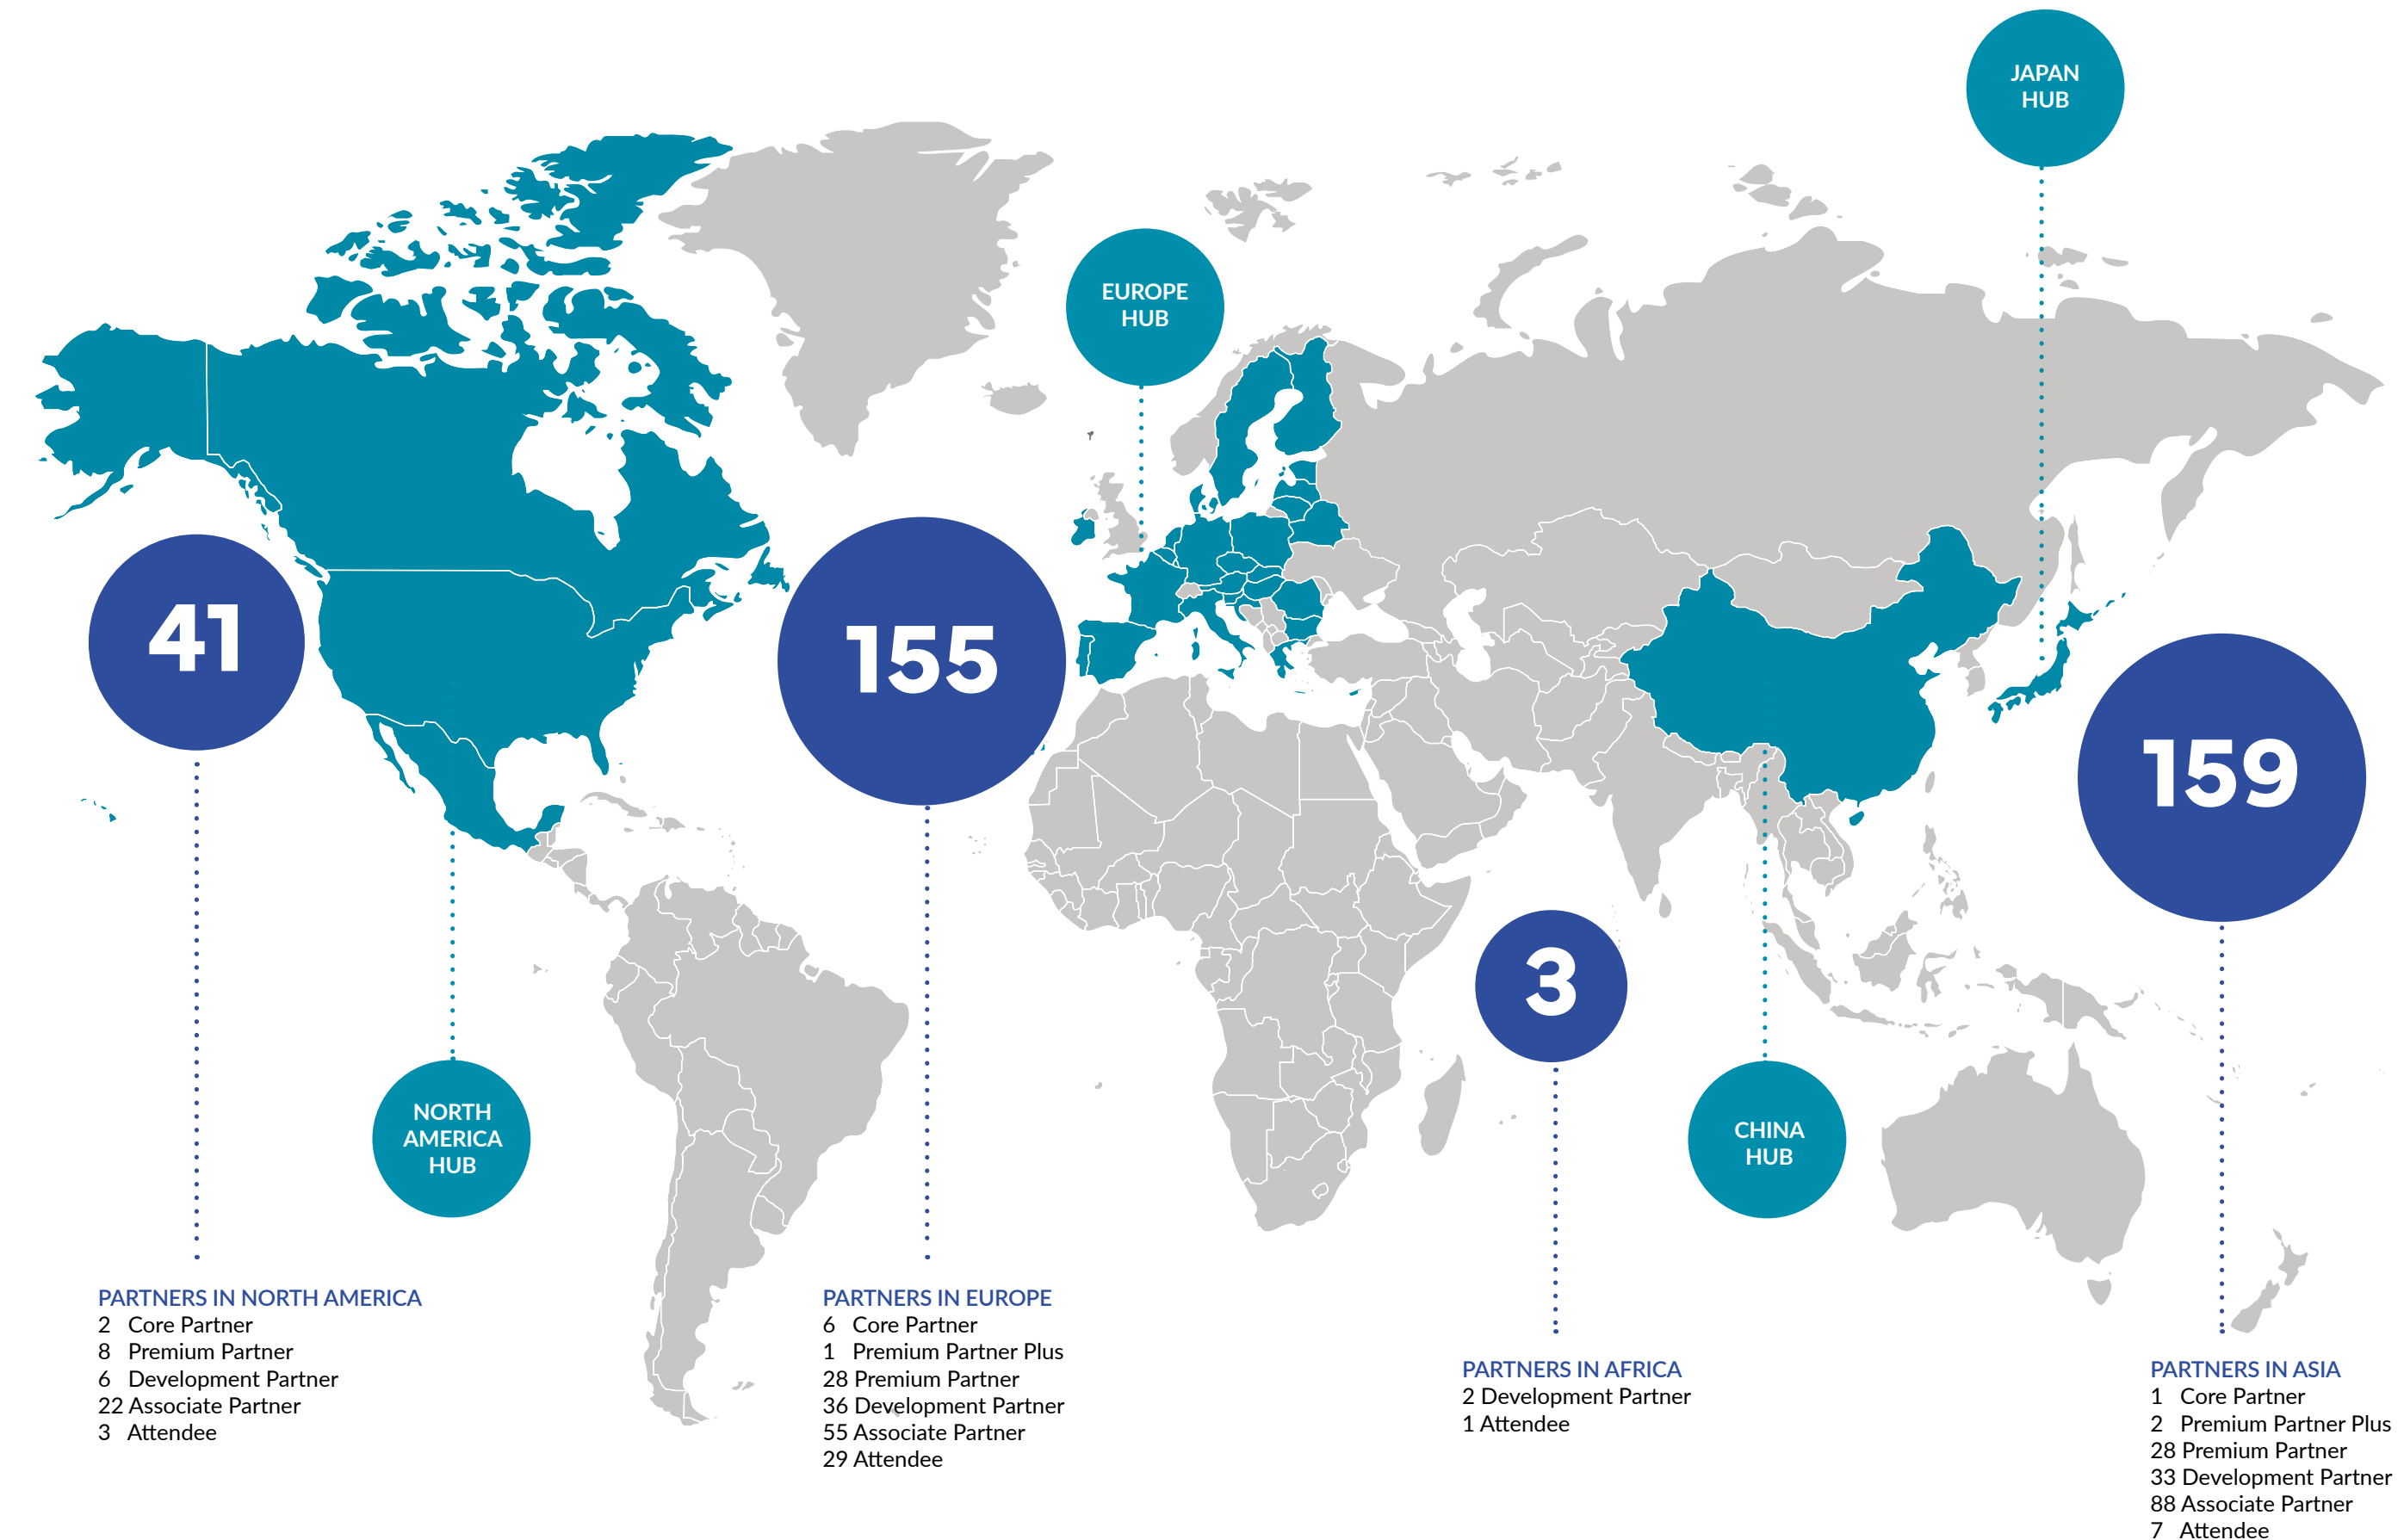 JAPAN
HUB
EUROPE
HUB
41
155
159
3
NORTH
AMERICA
HUB
CHINA
HUB
PARTNERS IN NORTH AMERICA
2 Core Partner
8 Premium Partner
6 Development Partner
22 Associate Partner
3 Attendee
PARTNERS IN EUROPE
6 Core Partner
1 Premium Partner Plus
28 Premium Partner
36 Development Partner
55 Associate Partner
29 Attendee
PARTNERS IN AFRICA
2 Development Partner
1 Attendee
PARTNERS IN ASIA
1 Core Partner
2 Premium Partner Plus
28 Premium Partner
33 Development Partner
88 Associate Partner
7 Attendee